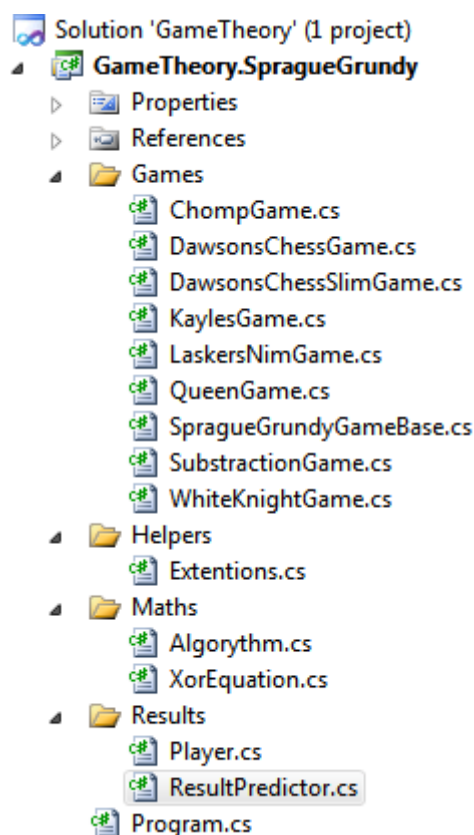 Solution 'GameTheory' (1 project)
GameTheory.SpragueGrundy
Properties
References
Games
ChompGame.cs
DawsonsChessGame.cs
DawsonsChessSlimGame.cs
KaylesGame.cs
LaskersNimGame.cs
QueenGame.cs
SpragueGrundyGameBase.cs
SubstractionGame.cs
WhiteKnightGame.cs
Helpers
Extentions.cs
Maths
Algorythm.cs
XorEquation.cs
Results
Player.cs
ResultPredictor.cs
Program.cs